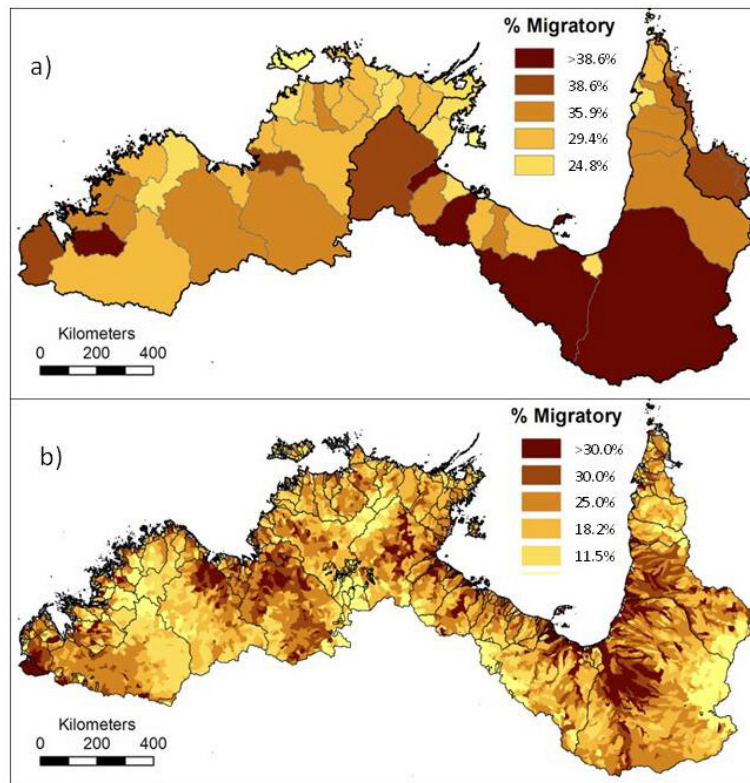 a)
% Migratory
>38.6%
38.6%
35.9%
29.4%
24.8%
Kilometers
0 200 400
b)
% Migratory
>30.0%
30.0%
25.0%
18.2%
11.5%
Kilometers
0 200 400